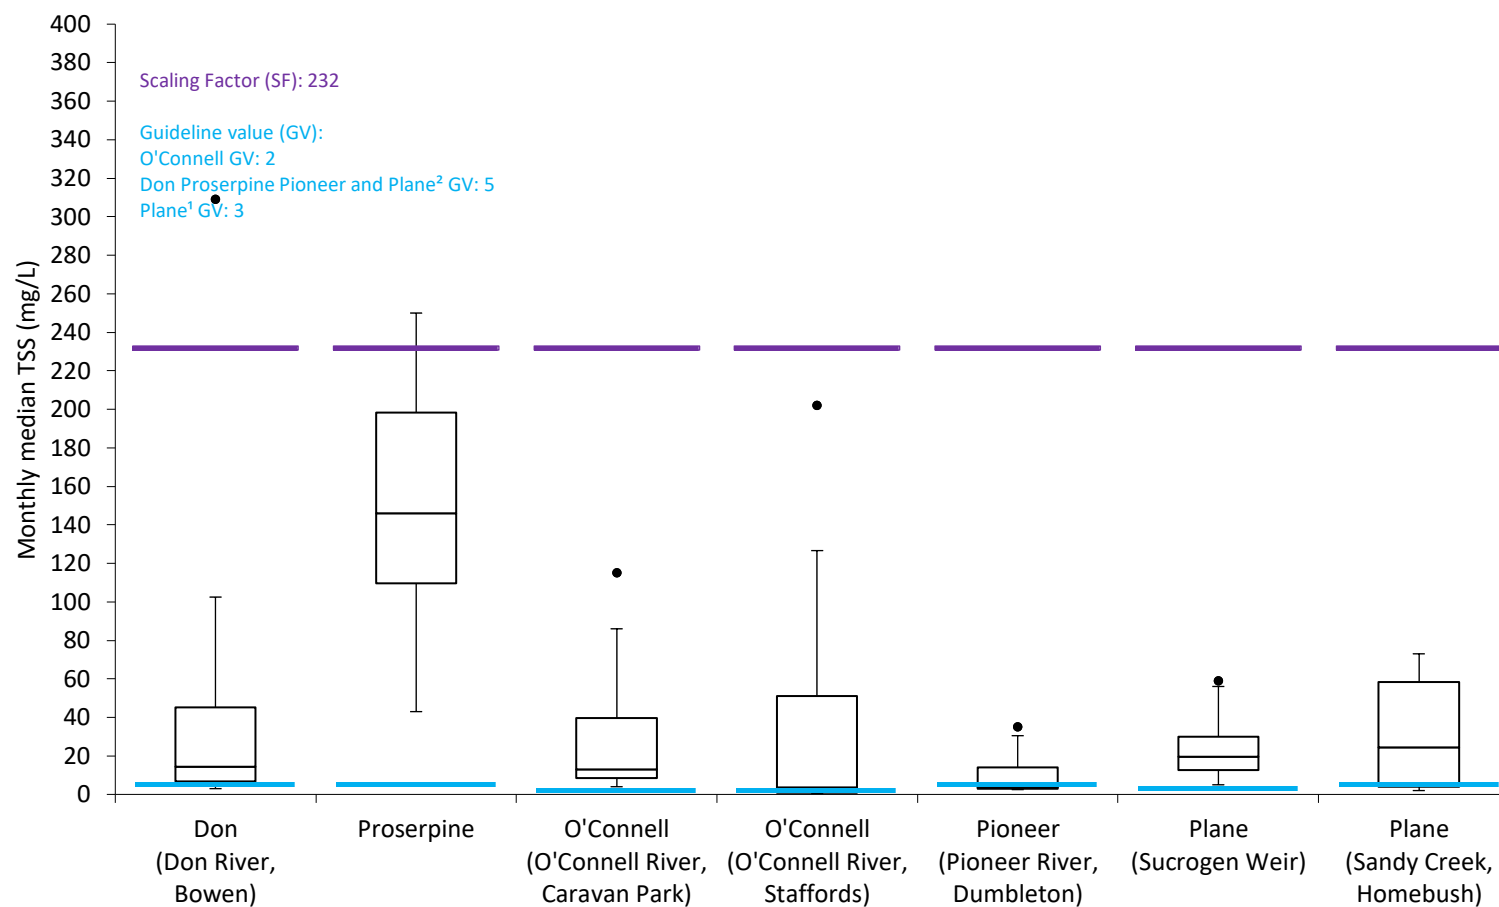 400
380
360
340
320
300
280
260
240
220
200
180
160
140
120
100
80
60
40
20
0
Monthly median TSS (mg/L)
Scaling Factor (SF): 232
Guideline value (GV):
O'Connell GV: 2
Don Proserpine Pioneer and Plane² GV: 5
Plane¹ GV: 3
Don
(Don River,
Bowen)
Proserpine
O'Connell
(O'Connell River,
Caravan Park)
O'Connell
(O'Connell River,
Staffords)
Pioneer
(Pioneer River,
Dumbleton)
Plane
(Sucrogen Weir)
Plane
(Sandy Creek,
Homebush)